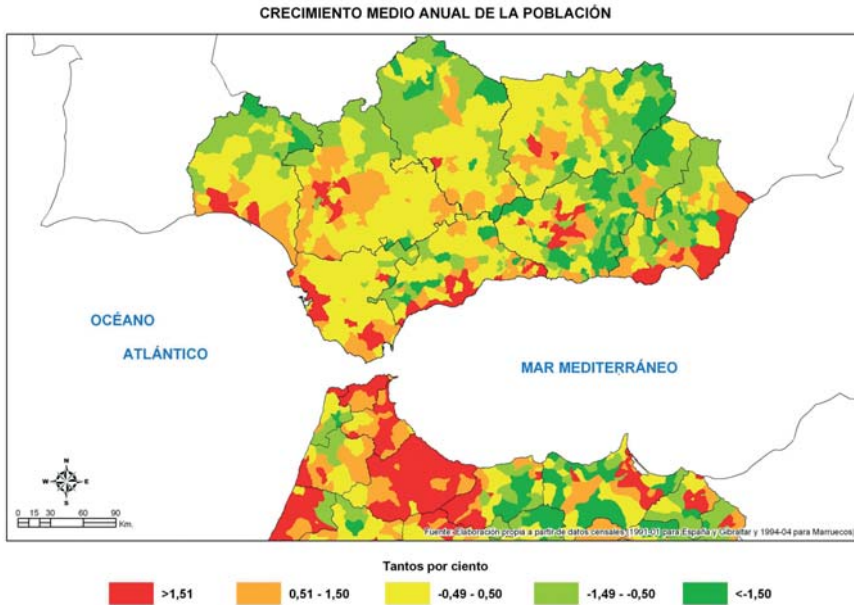 CRECIMIENTO MEDIO ANUAL DE LA POBLACIÓN
OCÉANO
ATLÁNTICO
MAR MEDITERRÁNEO
N
W E
S
0 15 30 60 90
Km.
Fuente: Elaboración propia a partir de datos censales (1991-01 para España y Gibraltar y 1994-04 para Marruecos)
Tantos por ciento
>1,51 0,51 - 1,50 -0,49 - 0,50 -1,49 - -0,50 <-1,50